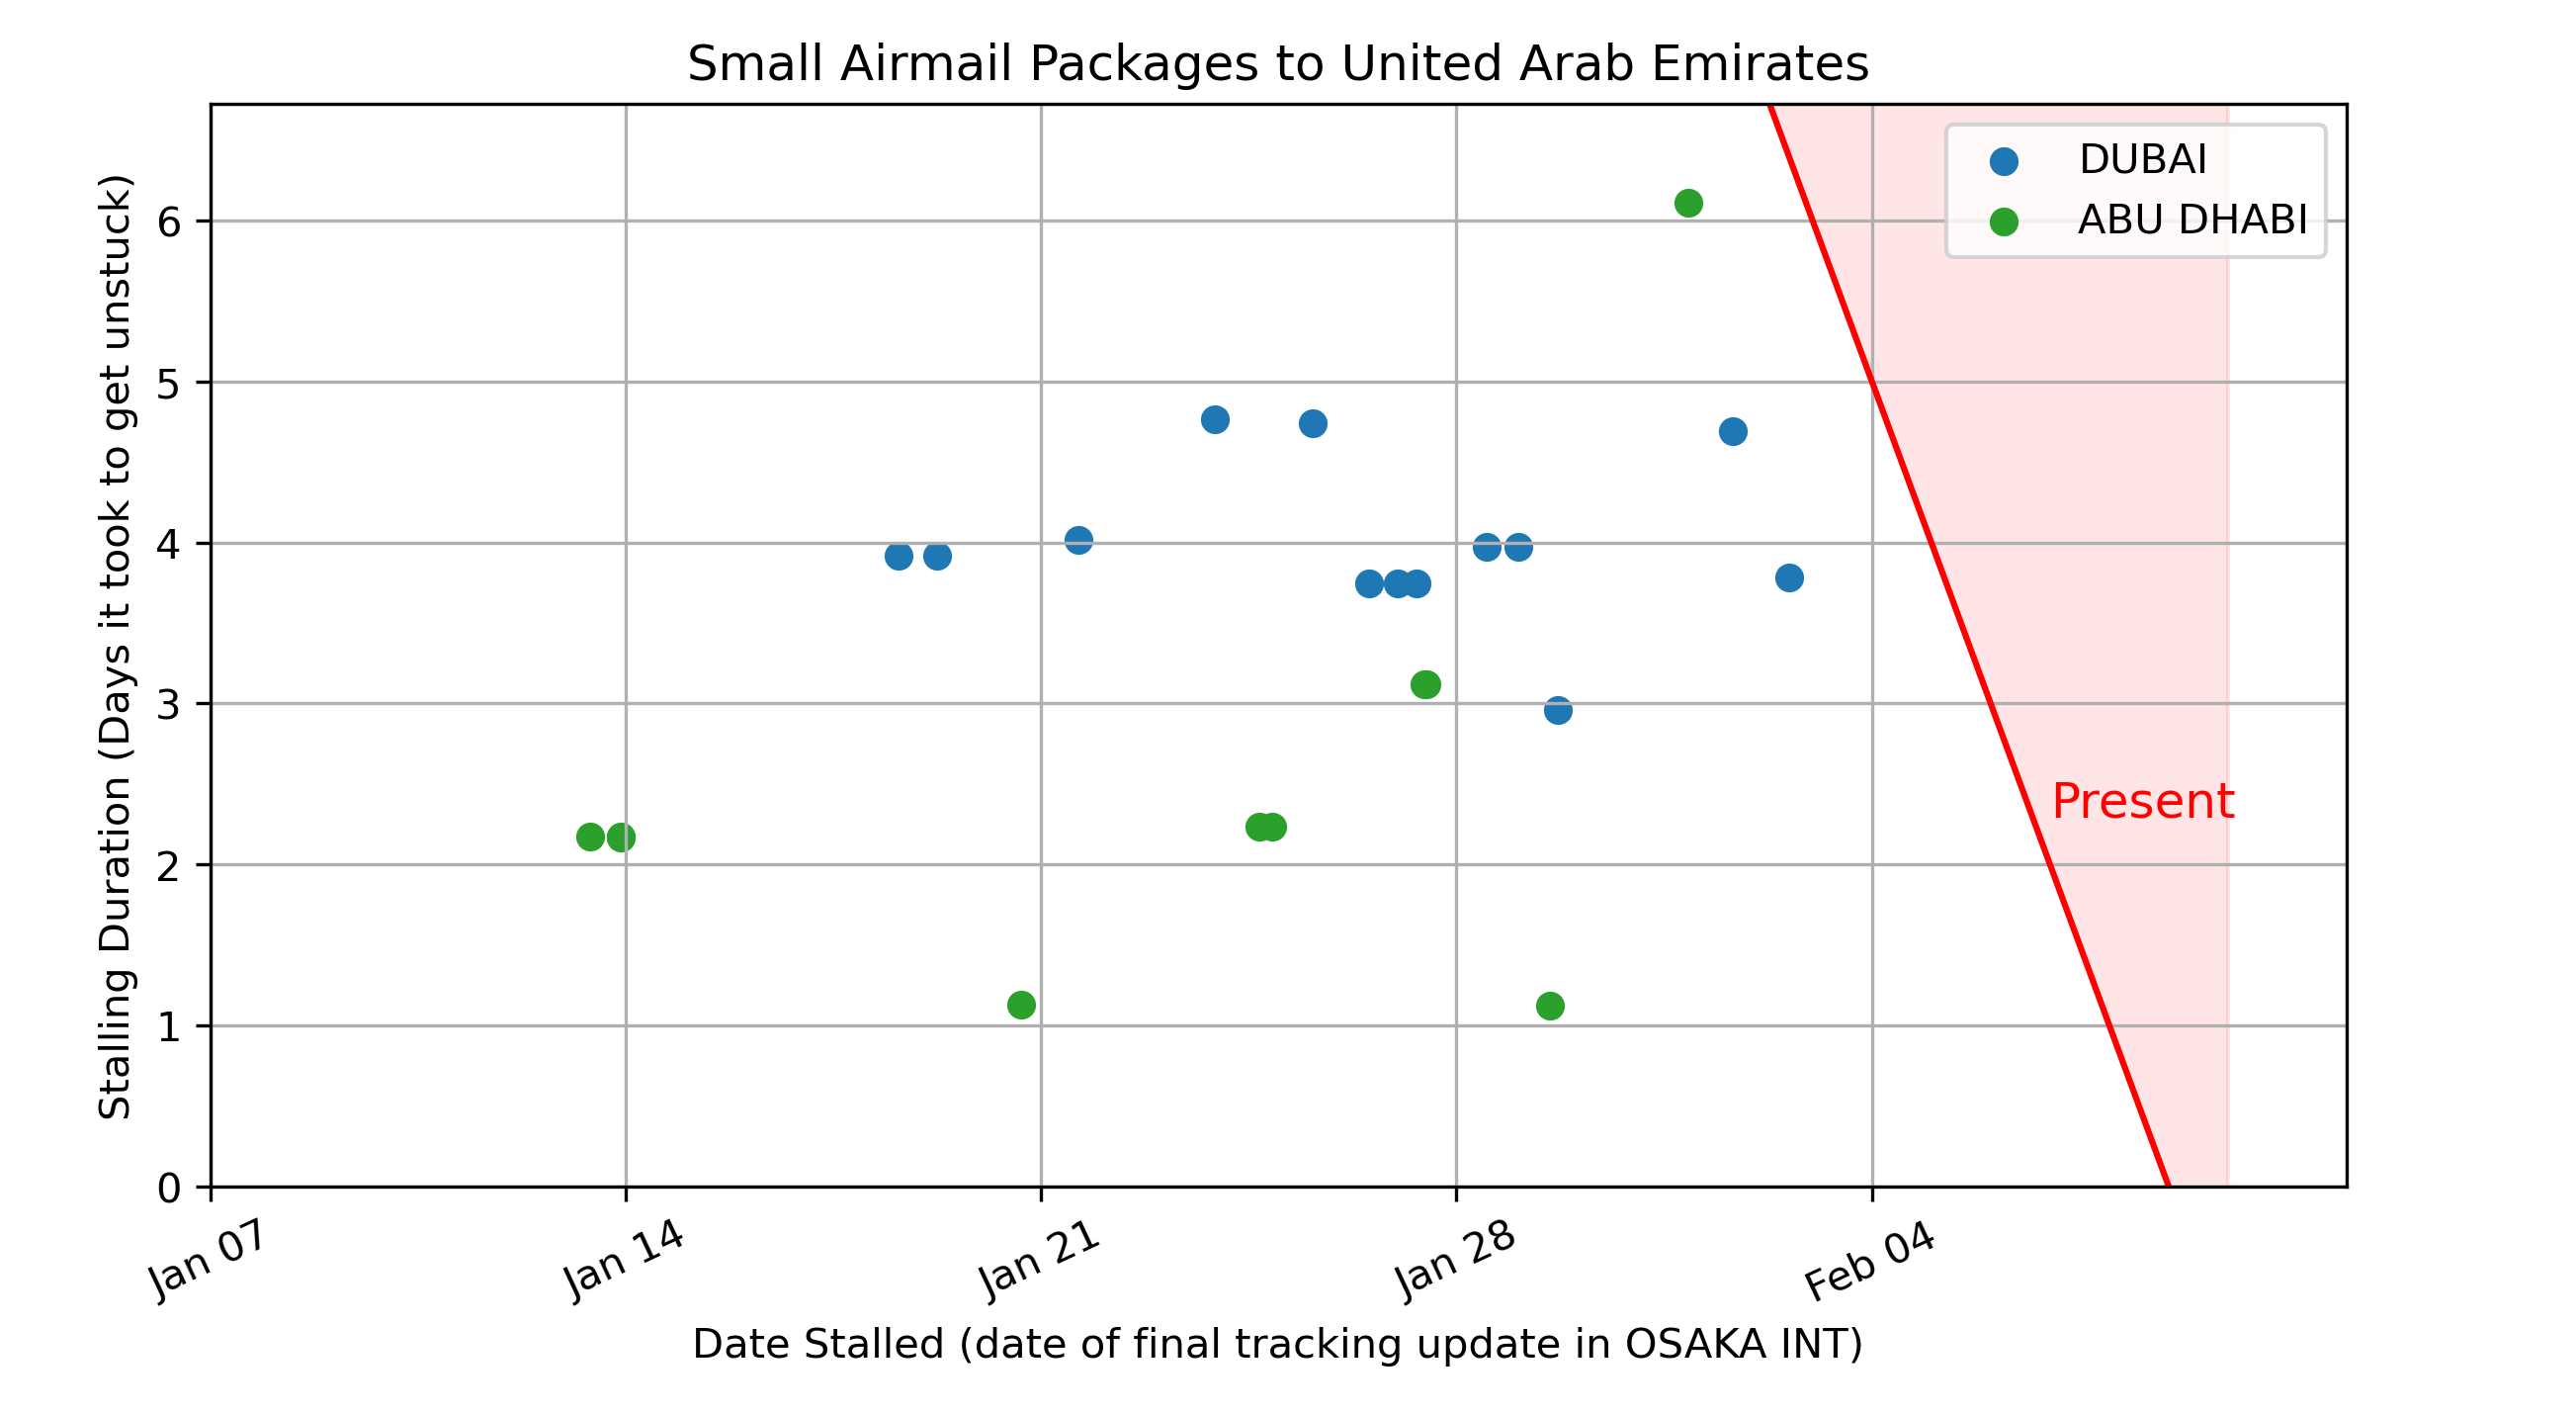 Small Airmail Packages to United Arab Emirates
DUBAI
ABU DHABI
Present
Stalling Duration (Days it took to get unstuck)
6
5
4
3
2
1
0
Jan 07
Jan 14
Jan 21
Jan 28
Feb 04
Date Stalled (date of final tracking update in OSAKA INT)